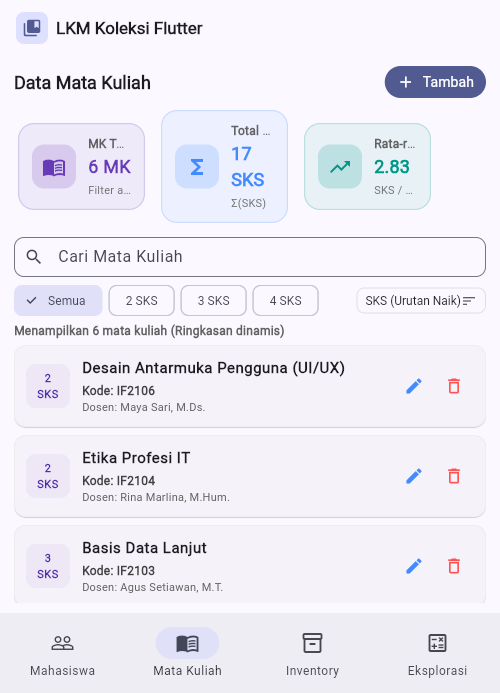 LKM Koleksi Flutter
Data Mata Kuliah
+ Tambah
MK T...
6 MK
Filter a...
Total ...
17
SKS
Σ(SKS)
Rata-r...
2.83
SKS / ...
Cari Mata Kuliah
Semua
2 SKS
3 SKS
4 SKS
SKS (Urutan Naik)
Menampilkan 6 mata kuliah (Ringkasan dinamis)
2
SKS
Desain Antarmuka Pengguna (UI/UX)
Kode: IF2106
Dosen: Maya Sari, M.Ds.
2
SKS
Etika Profesi IT
Kode: IF2104
Dosen: Rina Marlina, M.Hum.
3
SKS
Basis Data Lanjut
Kode: IF2103
Dosen: Agus Setiawan, M.T.
Mahasiswa
Mata Kuliah
Inventory
Eksplorasi